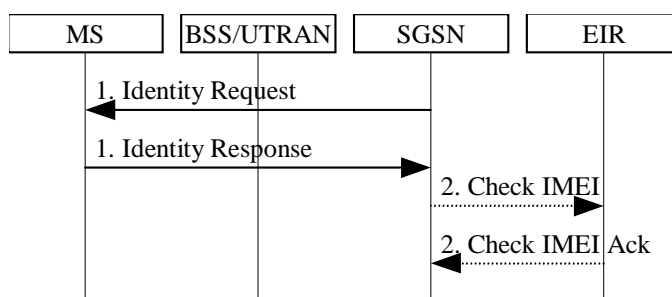 MS BSS/UTRAN SGSN EIR
1. Identity Request
1. Identity Response
2. Check IMEI
2. Check IMEI Ack